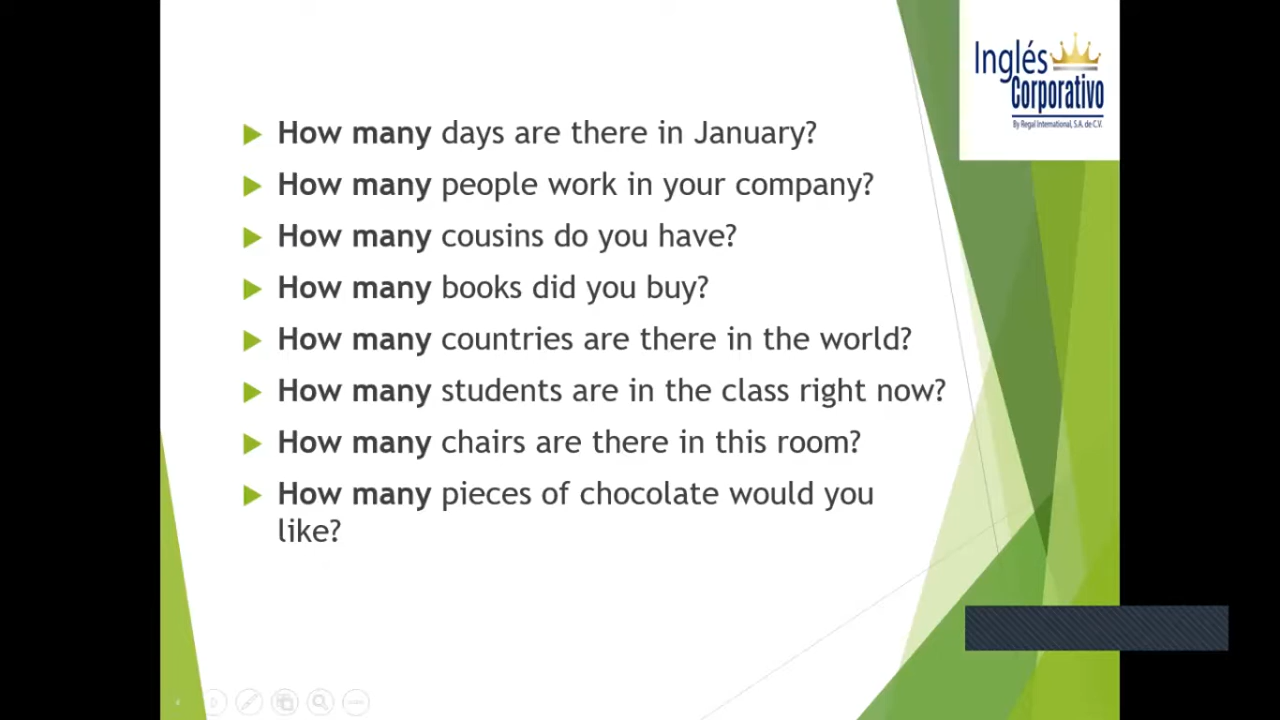 Inglés
Corporativo
By Regal International, S.A. de C.V.
How many days are there in January?
How many people work in your company?
How many cousins do you have?
How many books did you buy?
How many countries are there in the world?
How many students are in the class right now?
How many chairs are there in this room?
How many pieces of chocolate would you
like?